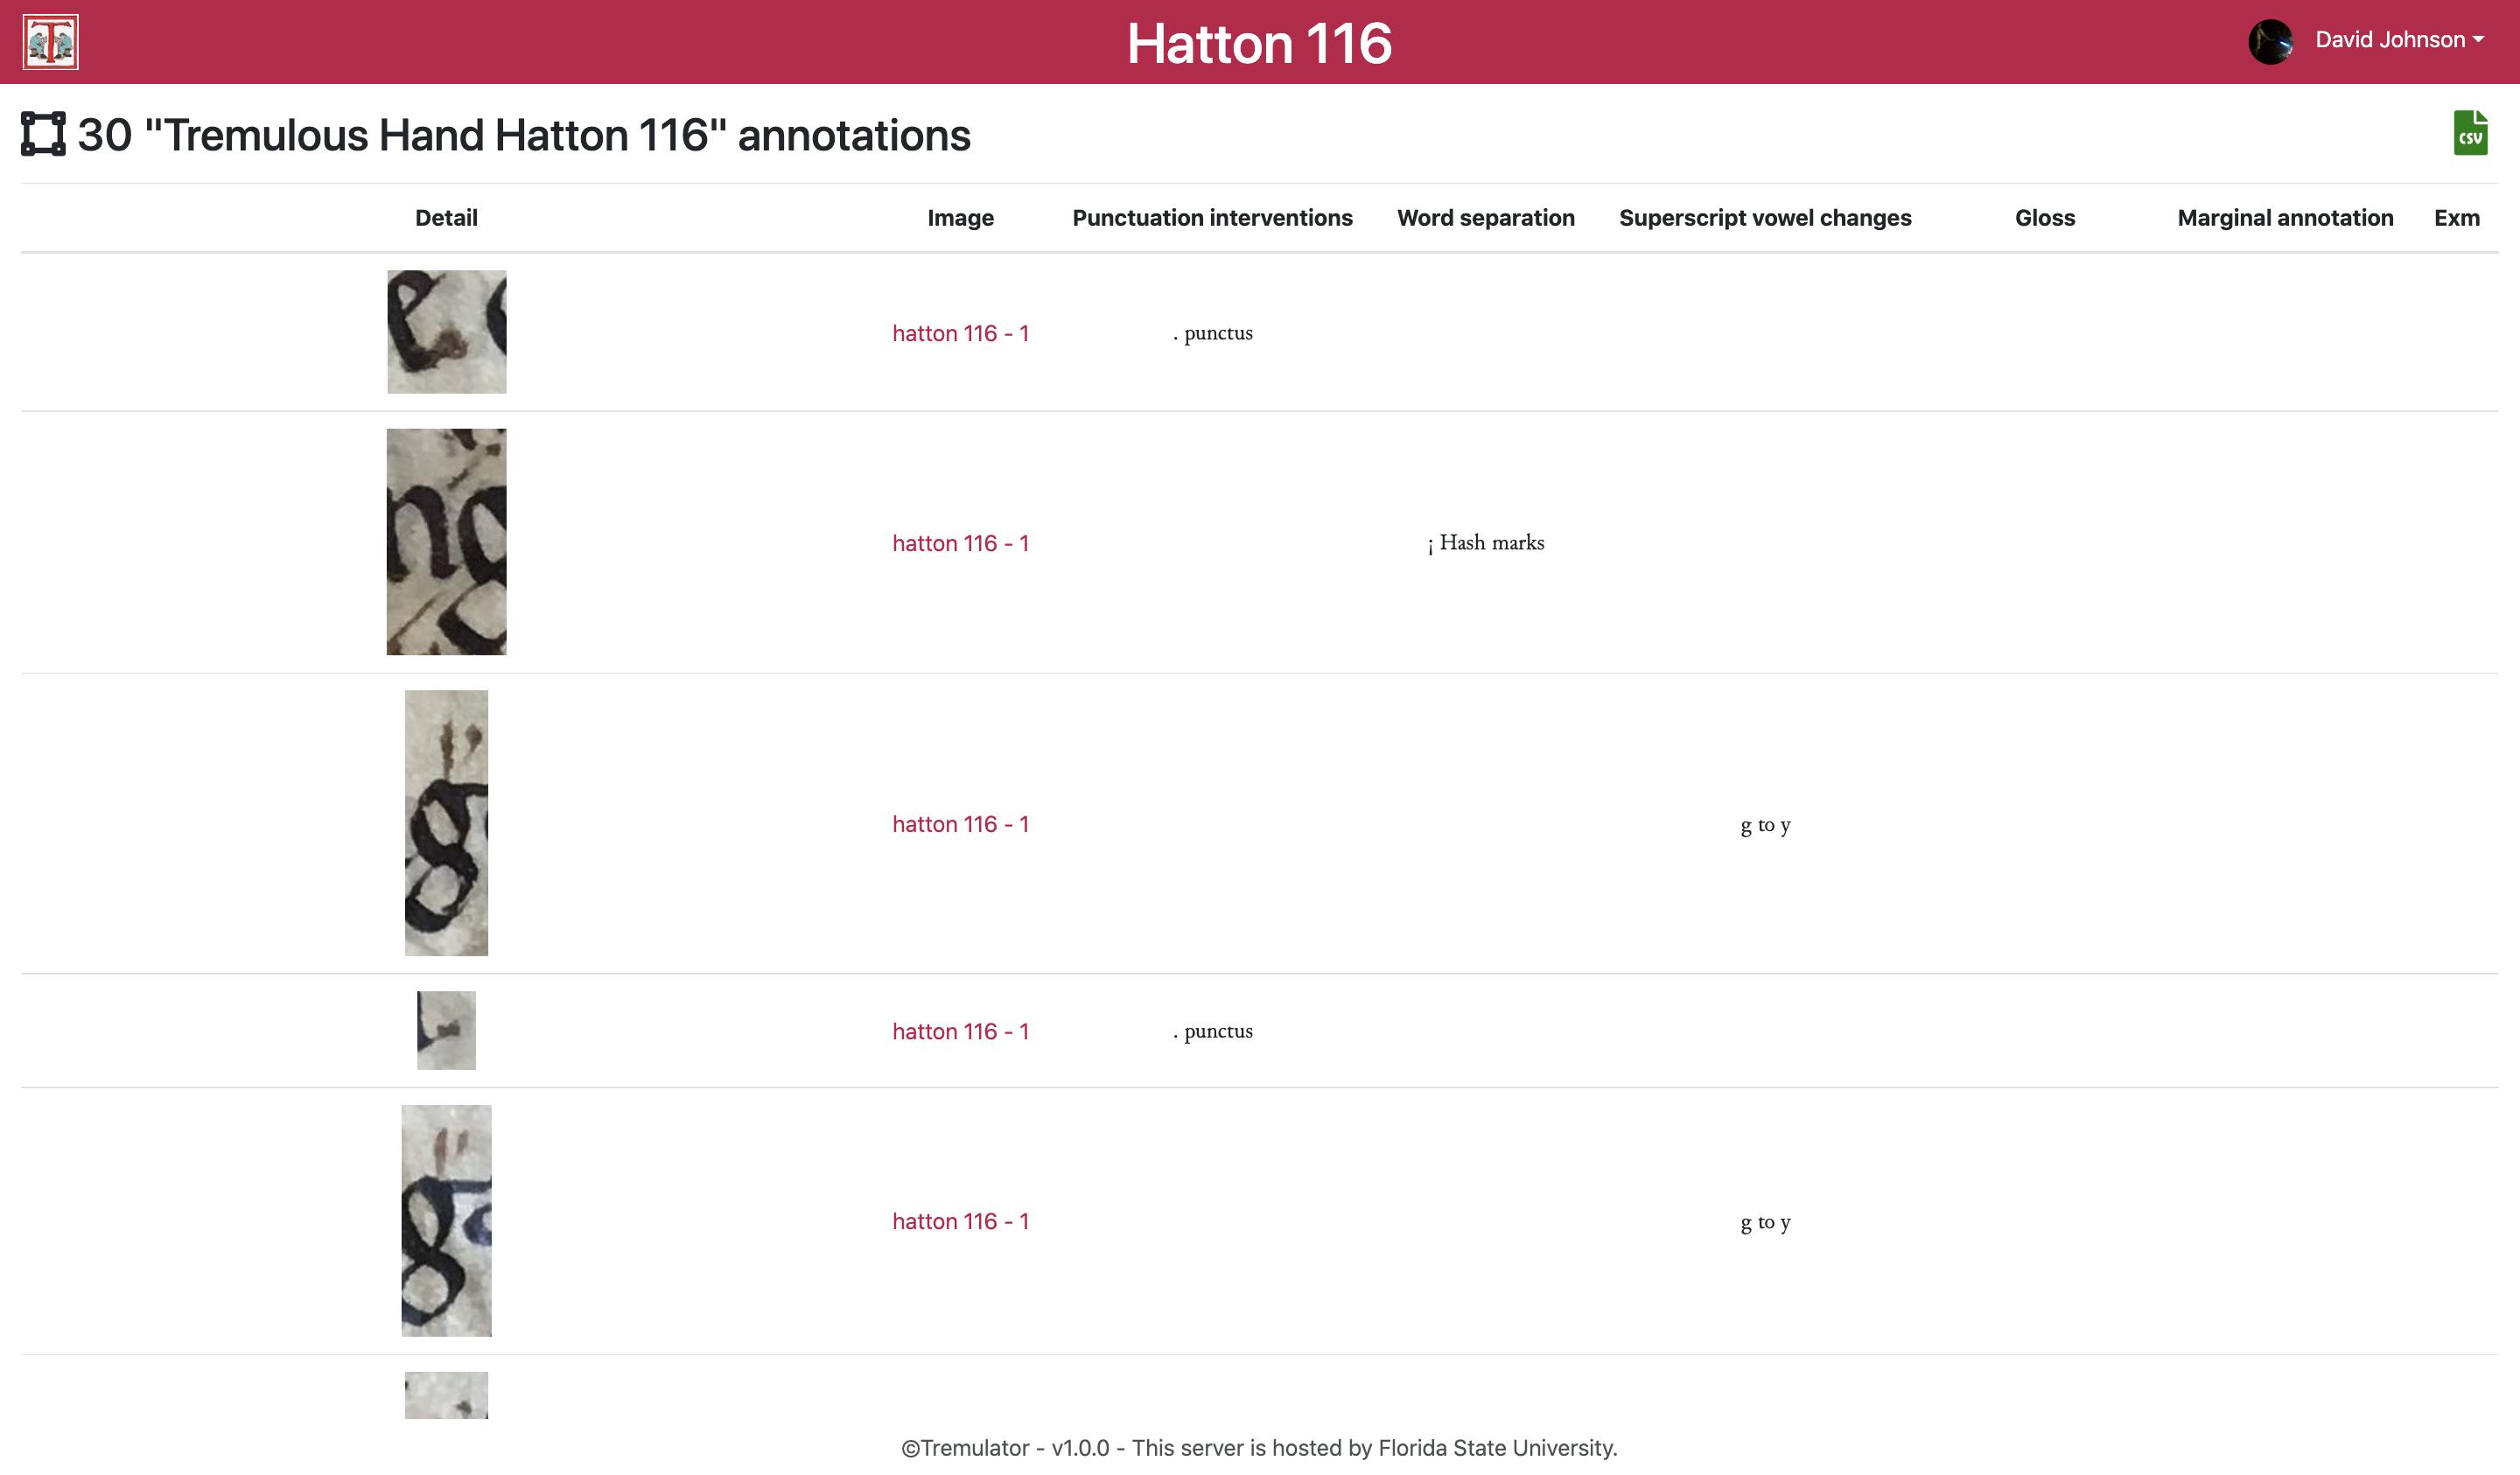 Hatton 116
David Johnson
30 "Tremulous Hand Hatton 116" annotations
CSV
Detail Image Punctuation interventions Word separation Superscript vowel changes Gloss Marginal annotation Exm
hatton 116 - 1 . punctus
hatton 116 - 1 ¡ Hash marks
hatton 116 - 1 g to y
hatton 116 - 1 . punctus
hatton 116 - 1 g to y
©Tremulator - v1.0.0 - This server is hosted by Florida State University.